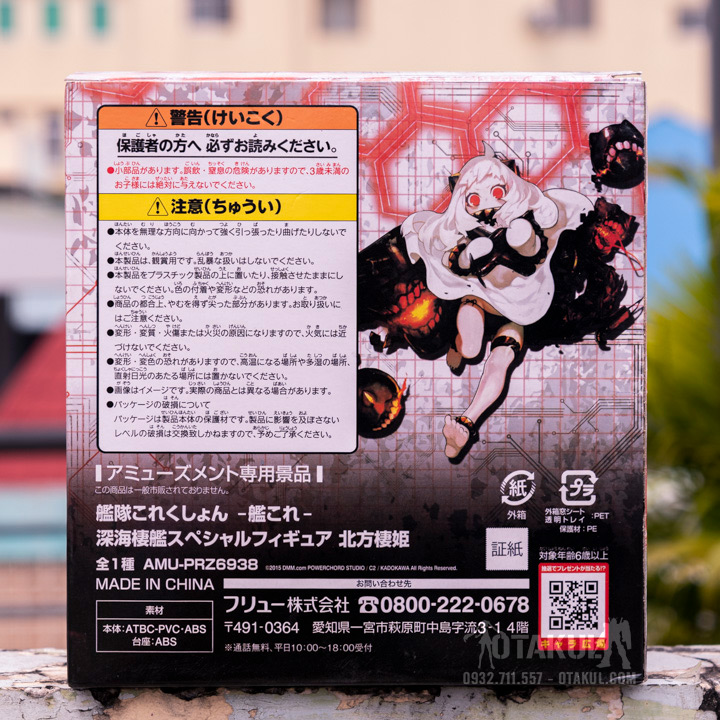 警告(けいこく)
保護者の方へ 必ずお読みください。
●小部品があります。誤飲・窒息の危険がありますので、3歳未満の
お子様には絶対に与えないでください。
注意(ちゅうい)
●本体を無理な方向に向かって強く引っ張ったり曲げたりしないで
ください。
●本製品は、観賞用です。乱暴な扱いはしないでください。
●本製品をプラスチック製品の上に置いたり、接触させたままにし
ないでください。色の付着や変形などの恐れがあります。
●商品の都合上、やむを得ず尖った部分があります。お取り扱いに
はご注意ください。
●変形・変質・火傷または火災の原因になりますので、火気には近
づけないでください。
●変形・変色の恐れがありますので、高温になる場所や多湿の場所、
直射日光のあたる場所には置かないでください。
●画像はイメージです。実際の商品とは異なる場合があります。
●パッケージの破損について
パッケージは製品本体の保護材です。製品に影響を及ぼさない
レベルの破損は交換致しかねますので、予めご了承ください。
アミューズメント専用景品
この商品は一般市販されておりません。
艦隊これくしょん -艦これ-
深海棲艦スペシャルフィギュア 北方棲姫
全1種 AMU-PRZ6938
©2015 DMM.com POWERCHORD STUDIO / C2 / KADOKAWA All Rights Reserved.
MADE IN CHINA
素材
本体:ATBC-PVC・ABS
台座:ABS
お問い合わせ先
フリュー株式会社 ☎0800-222-0678
〒491-0364 愛知県一宮市萩原町中島字流3-1 4階
※通話無料、平日10:00〜18:00受付
紙
外箱
プラ
外箱窓シート
透明トレイ :PET
保護材:PE
証紙
対象年齢6歳以上
抽選でプレゼントが当たる!?
キャラ広場
OTAKUL
0932.711.557 - OTAKUL.COM